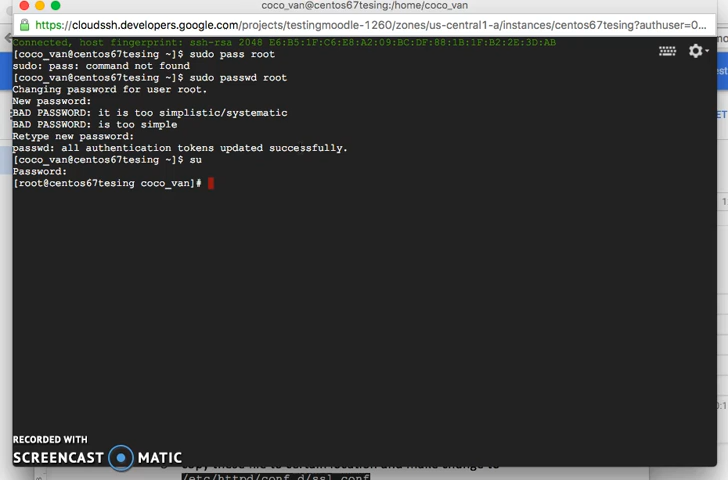 coco_van@centos67tesing:/home/coco_van
https://cloudssh.developers.google.com/projects/testingmoodle-1260/zones/us-central1-a/instances/centos67tesing?authuser=0...
Connected, host fingerprint: ssh-rsa 2048 E6:B5:1F:C6:E8:A2:09:BC:DF:88:1B:1F:B2:2E:3D:AB
[coco_van@centos67tesing ~]$ sudo pass root
sudo: pass: command not found
[coco_van@centos67tesing ~]$ sudo passwd root
Changing password for user root.
New password:
BAD PASSWORD: it is too simplistic/systematic
BAD PASSWORD: is too simple
Retype new password:
passwd: all authentication tokens updated successfully.
[coco_van@centos67tesing ~]$ su
Password:
[root@centos67tesing coco_van]#
RECORDED WITH
SCREENCAST MATIC
/etc/httpd/conf.d/ssl.conf